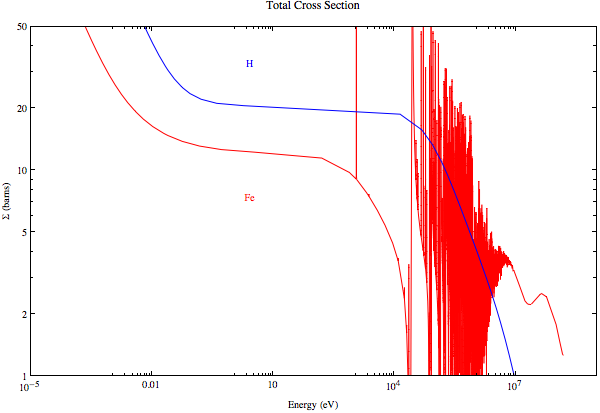 Total Cross Section
50
20
10
5
2
1
Σ (barns)
H
Fe
10⁻⁵
0.01
10
10⁴
10⁷
Energy (eV)